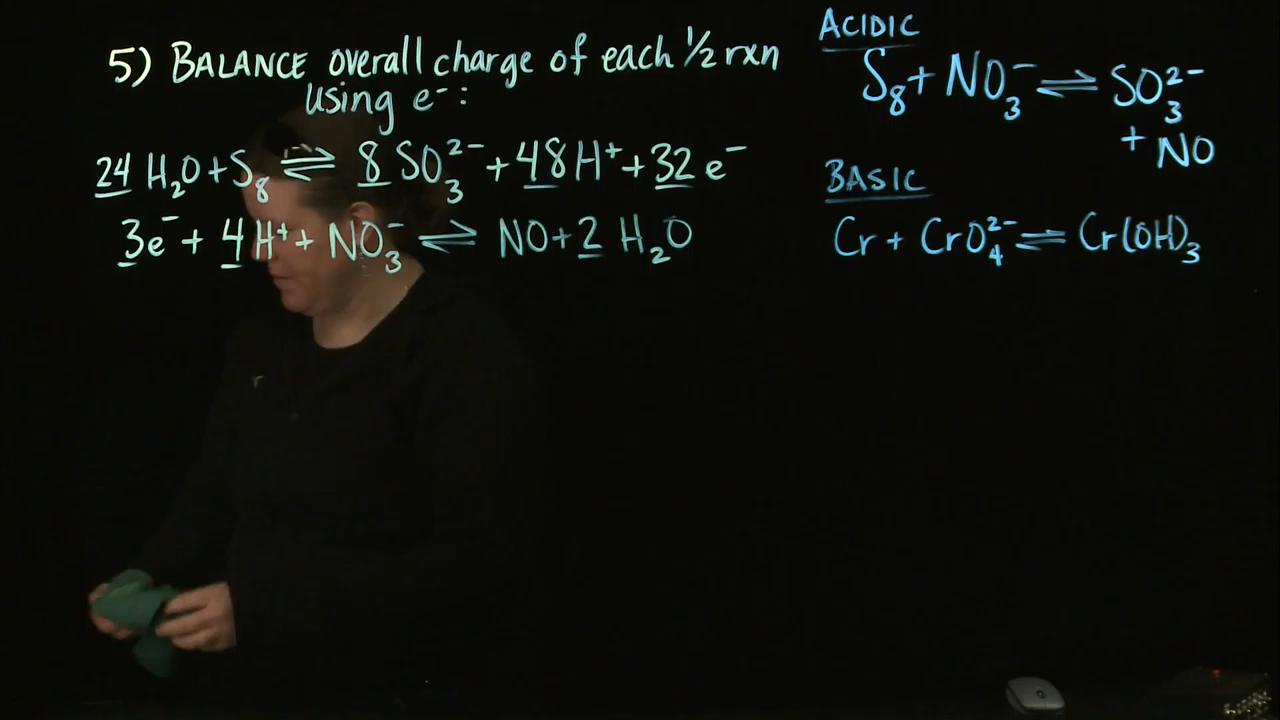 5) BALANCE overall charge of each ½ rxn
using e⁻:
24 H₂O + S₈ ⇌ 8 SO₃²⁻ + 48 H⁺ + 32 e⁻
3e⁻ + 4 H⁺ + NO₃⁻ ⇌ NO + 2 H₂O
ACIDIC
S₈ + NO₃⁻ ⇌ SO₃²⁻
+ NO
BASIC
Cr + CrO₄²⁻ ⇌ Cr(OH)₃